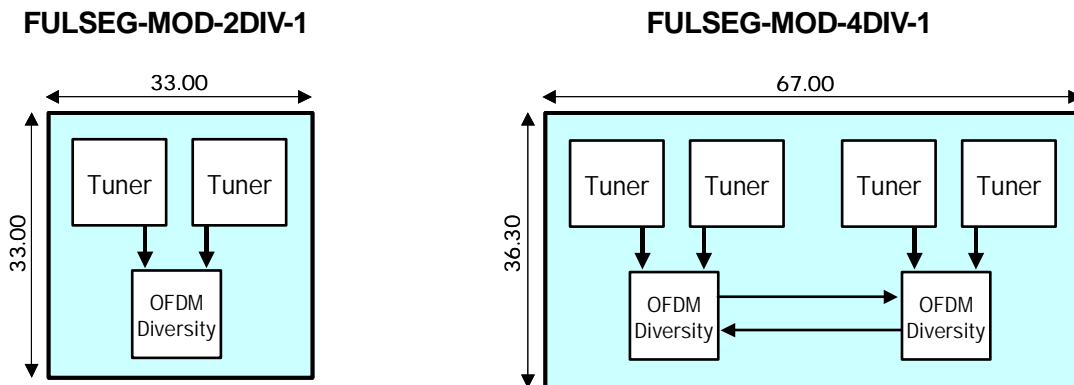 FULSEG-MOD-2DIV-1
33.00
33.00
Tuner
Tuner
OFDM
Diversity
FULSEG-MOD-4DIV-1
67.00
36.30
Tuner
Tuner
Tuner
Tuner
OFDM
Diversity
OFDM
Diversity